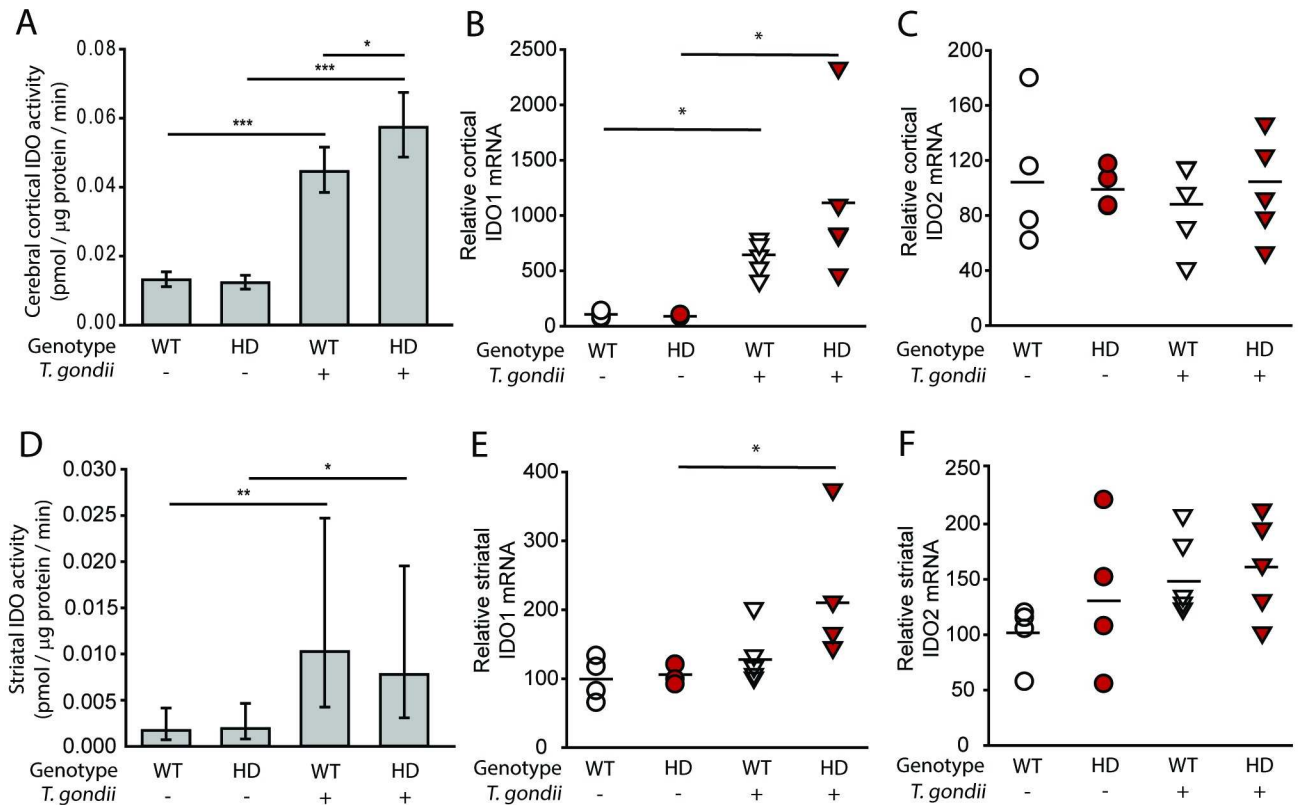 A
Cerebral cortical IDO activity
(pmol / μg protein / min)
0.08
0.06
0.04
0.02
0.00
*
***
***
Genotype WT HD WT HD
T. gondii - - + +
B
Relative cortical
IDO1 mRNA
2500
2000
1500
1000
500
0
*
*
Genotype WT HD WT HD
T. gondii - - + +
C
Relative cortical
IDO2 mRNA
200
160
120
80
40
0
Genotype WT HD WT HD
T. gondii - - + +
D
Striatal IDO activity
(pmol / μg protein / min)
0.030
0.025
0.020
0.015
0.010
0.005
0.000
*
**
Genotype WT HD WT HD
T. gondii - - + +
E
Relative striatal
IDO1 mRNA
400
300
200
100
0
*
Genotype WT HD WT HD
T. gondii - - + +
F
Relative striatal
IDO2 mRNA
250
200
150
100
50
0
Genotype WT HD WT HD
T. gondii - - + +